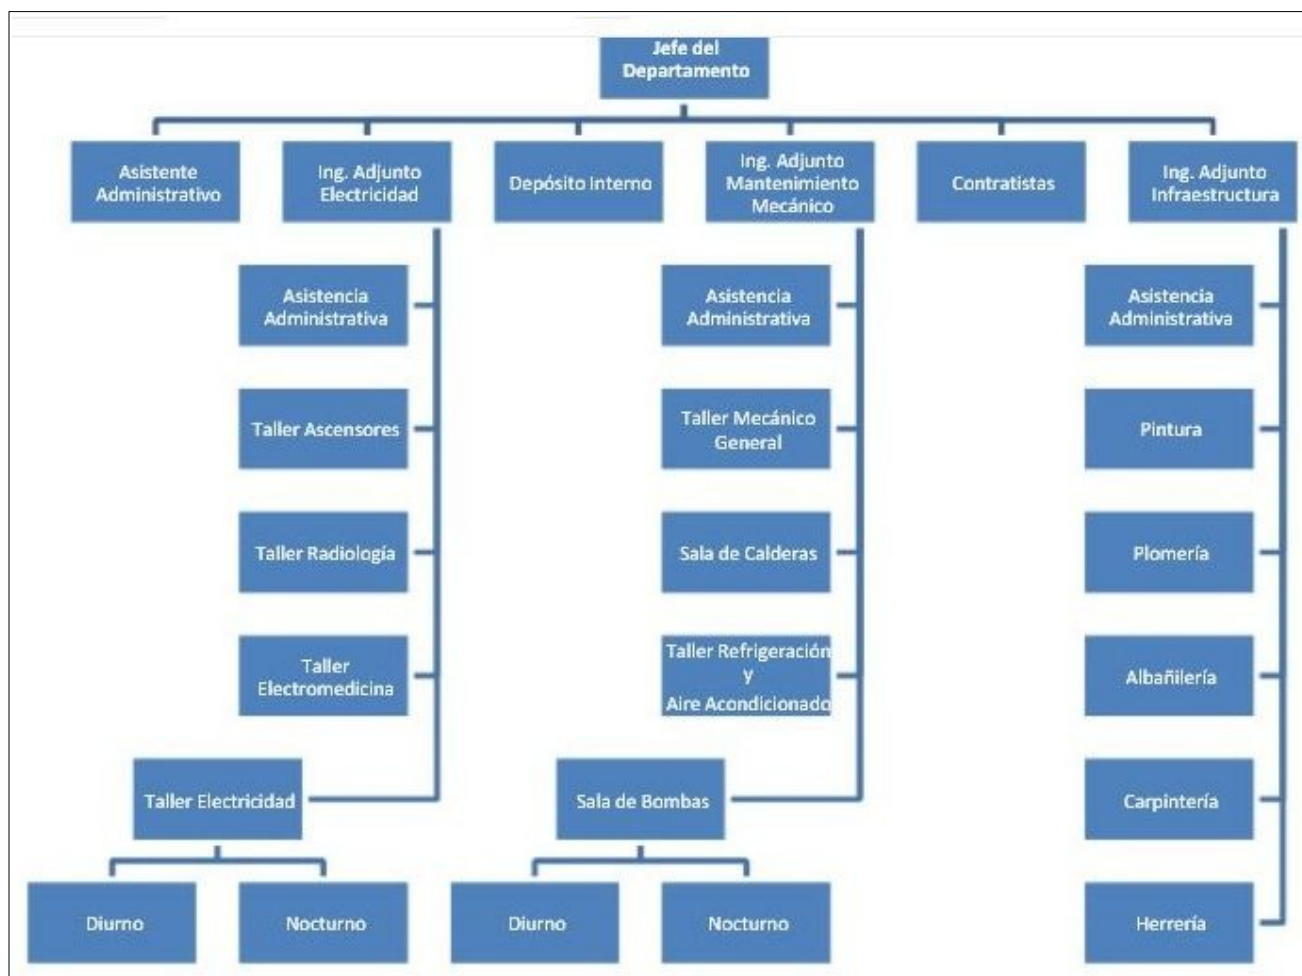 Jefe del
Departamento
Asistente
Administrativo
Ing. Adjunto
Electricidad
Depósito Interno
Ing. Adjunto
Mantenimiento
Mecánico
Contratistas
Ing. Adjunto
Infraestructura
Asistencia
Administrativa
Asistencia
Administrativa
Asistencia
Administrativa
Taller Ascensores
Taller Mecánico
General
Pintura
Taller Radiología
Sala de Calderas
Plomería
Taller
Electromedicina
Taller Refrigeración
y
Aire Acondicionado
Albañilería
Taller Electricidad
Sala de Bombas
Carpintería
Diurno
Nocturno
Diurno
Nocturno
Herrería